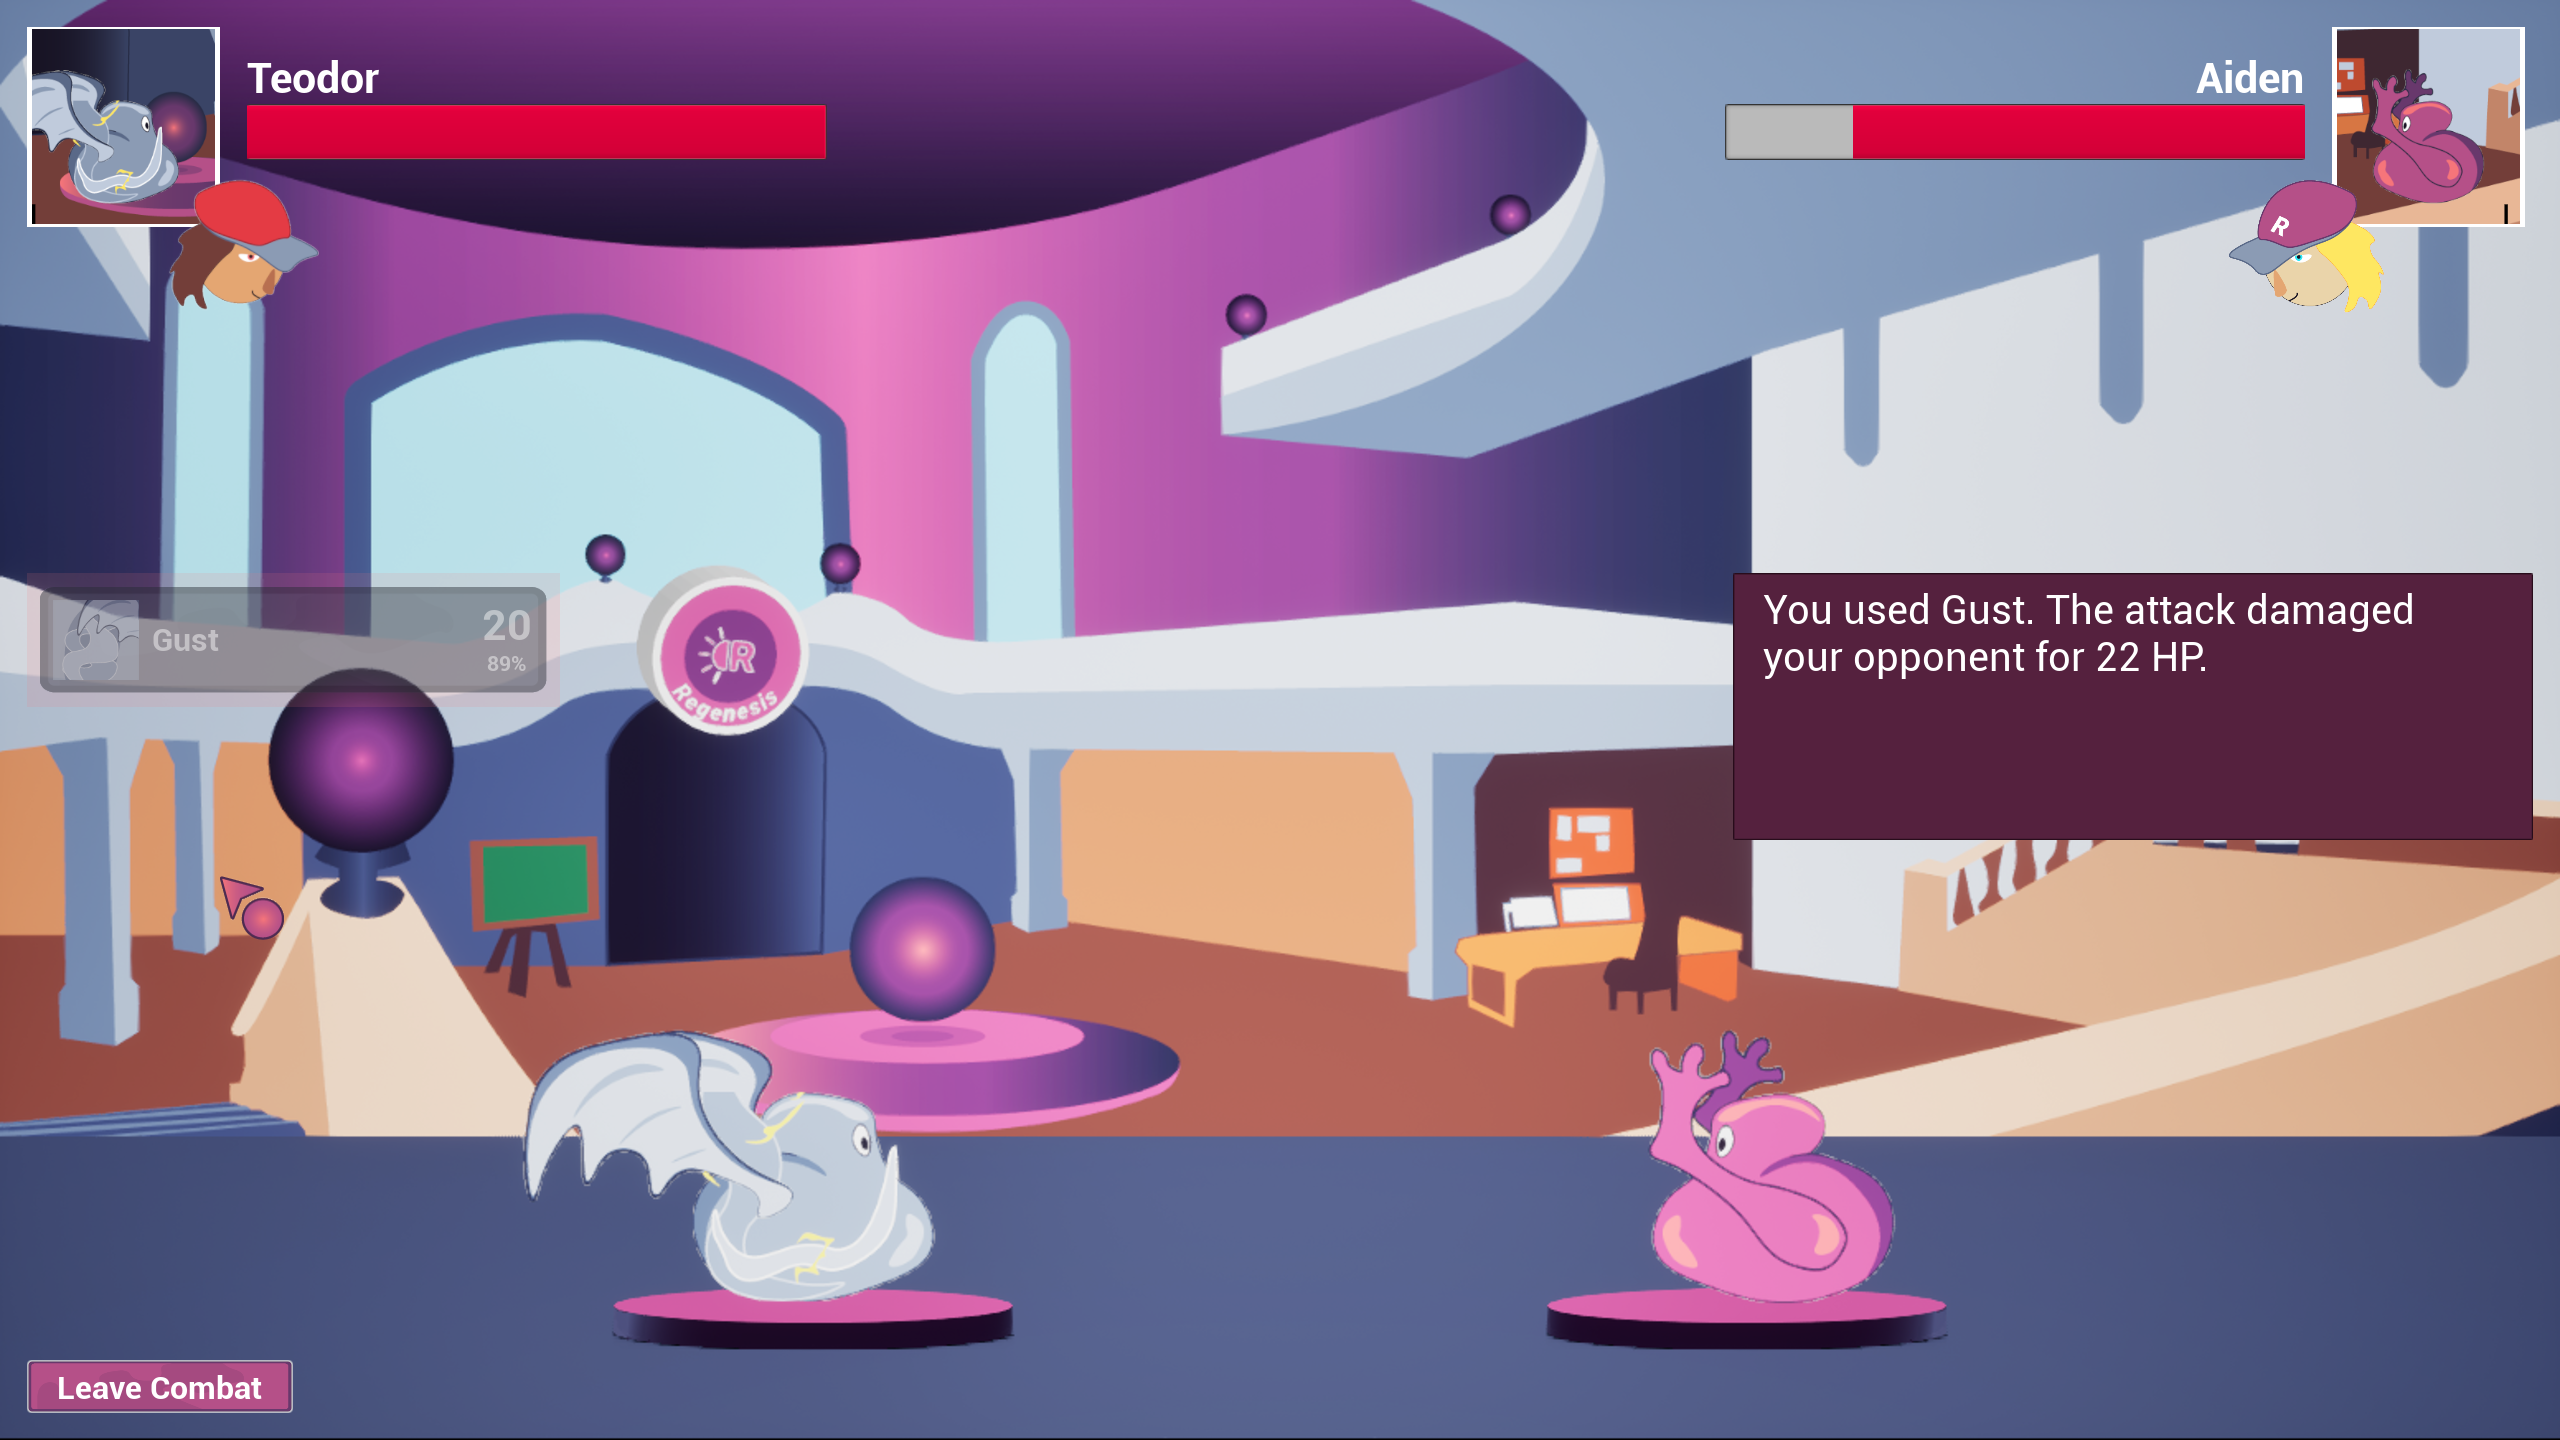 Teodor
Aiden
R
Gust
20
89%
R
Regenesis
You used Gust. The attack damaged
your opponent for 22 HP.
Leave Combat